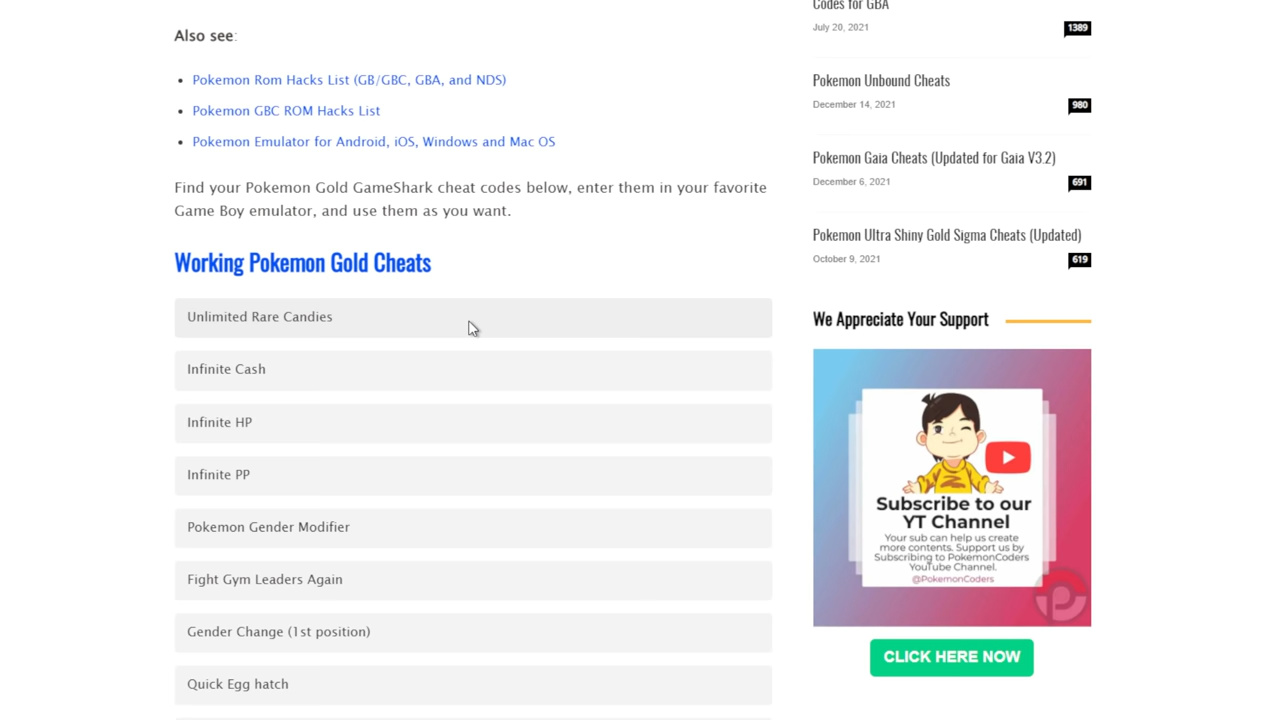 Also see:
Pokemon Rom Hacks List (GB/GBC, GBA, and NDS)
Pokemon GBC ROM Hacks List
Pokemon Emulator for Android, iOS, Windows and Mac OS
Find your Pokemon Gold GameShark cheat codes below, enter them in your favorite
Game Boy emulator, and use them as you want.
Working Pokemon Gold Cheats
Unlimited Rare Candies
Infinite Cash
Infinite HP
Infinite PP
Pokemon Gender Modifier
Fight Gym Leaders Again
Gender Change (1st position)
Quick Egg hatch
Codes for GBA
July 20, 2021
1389
Pokemon Unbound Cheats
December 14, 2021
980
Pokemon Gaia Cheats (Updated for Gaia V3.2)
December 6, 2021
691
Pokemon Ultra Shiny Gold Sigma Cheats (Updated)
October 9, 2021
619
We Appreciate Your Support
Subscribe to our
YT Channel
Your sub can help us create
more contents. Support us by
Subscribing to PokemonCoders
YouTube Channel.
@PokemonCoders
CLICK HERE NOW